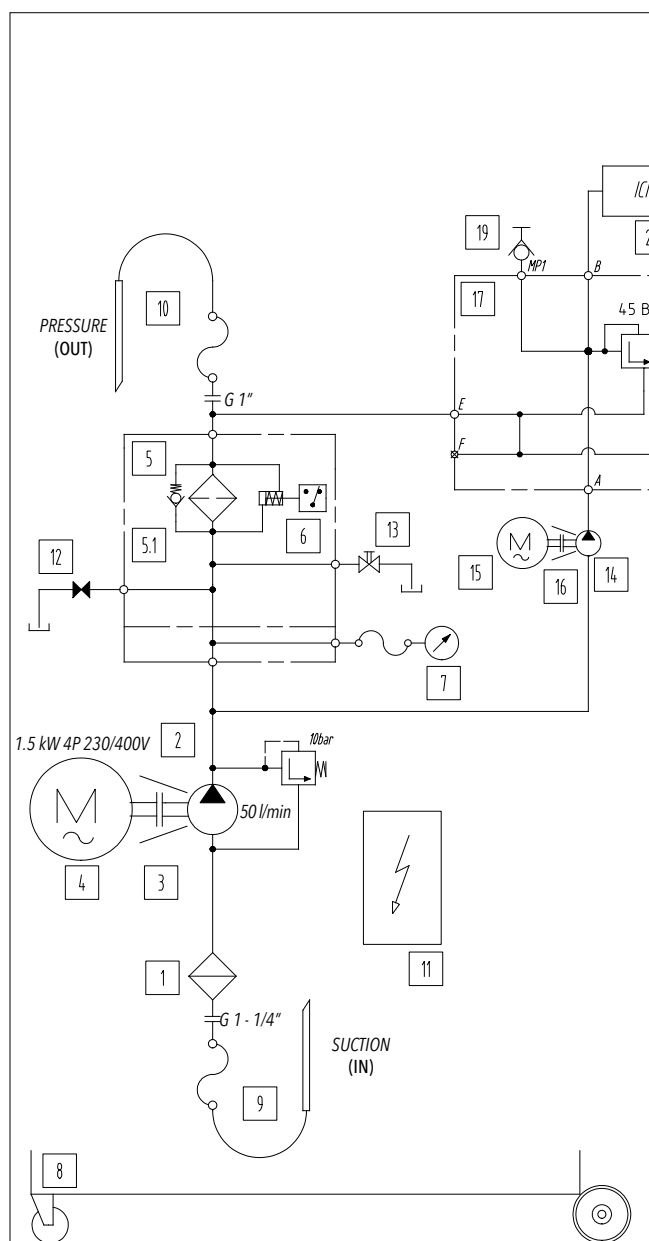 ICI
19
MP1
B
10
17
45 B
PRESSURE
(OUT)
G 1"
E
5
F
A
6
13
5.1
12
15
16
14
7
2
10bar
1.5 kW 4P 230/400V
50 l/min
4
3
1
11
G 1 - 1/4"
SUCTION
(IN)
9
8